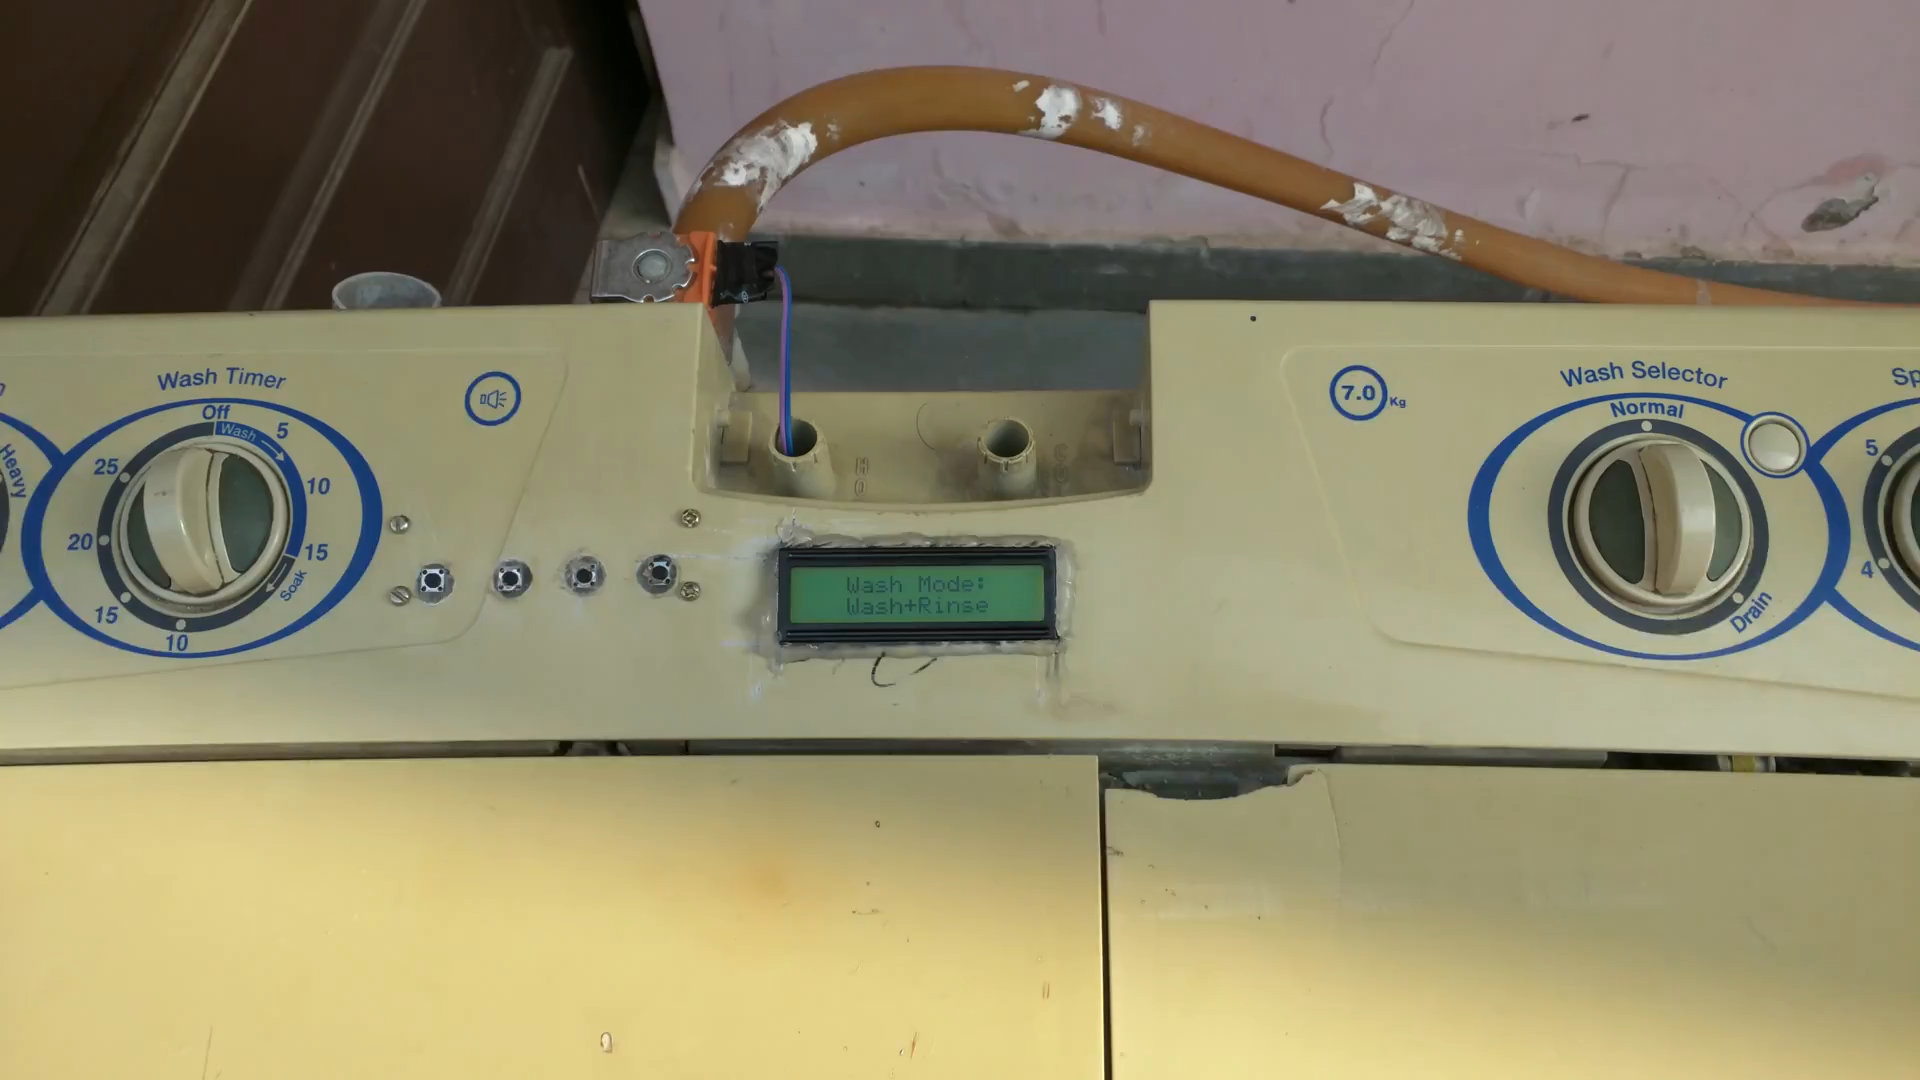 Heavy
Wash Timer
Off
Wash
5
10
15
Soak
10
15
20
25
Wash Mode:
Wash+Rinse
7.0 Kg
Wash Selector
Normal
Drain
5
4